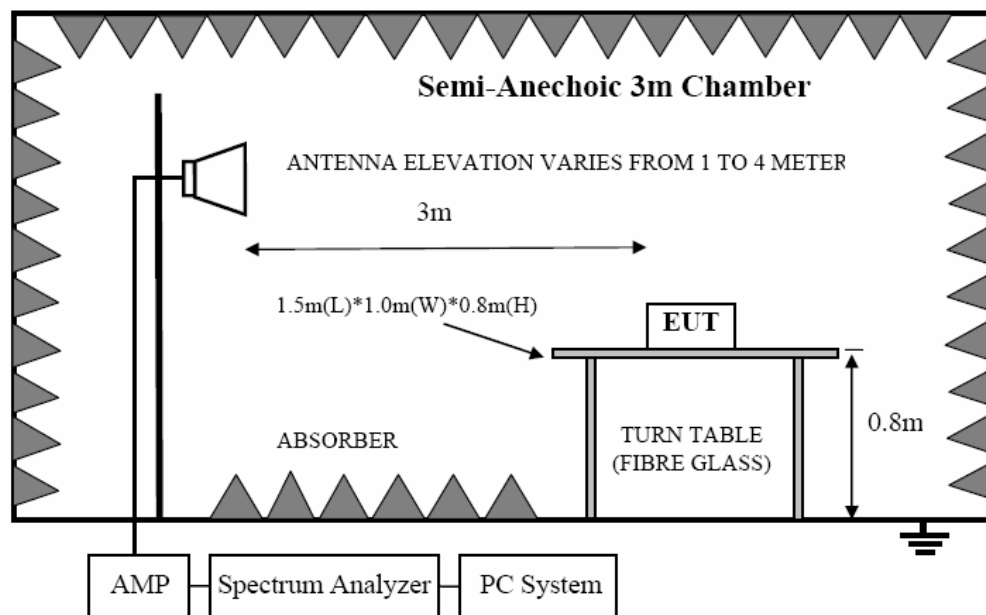 Semi-Anechoic 3m Chamber
ANTENNA ELEVATION VARIES FROM 1 TO 4 METER
3m
1.5m(L)*1.0m(W)*0.8m(H)
EUT
0.8m
ABSORBER
TURN TABLE
(FIBRE GLASS)
AMP
Spectrum Analyzer
PC System